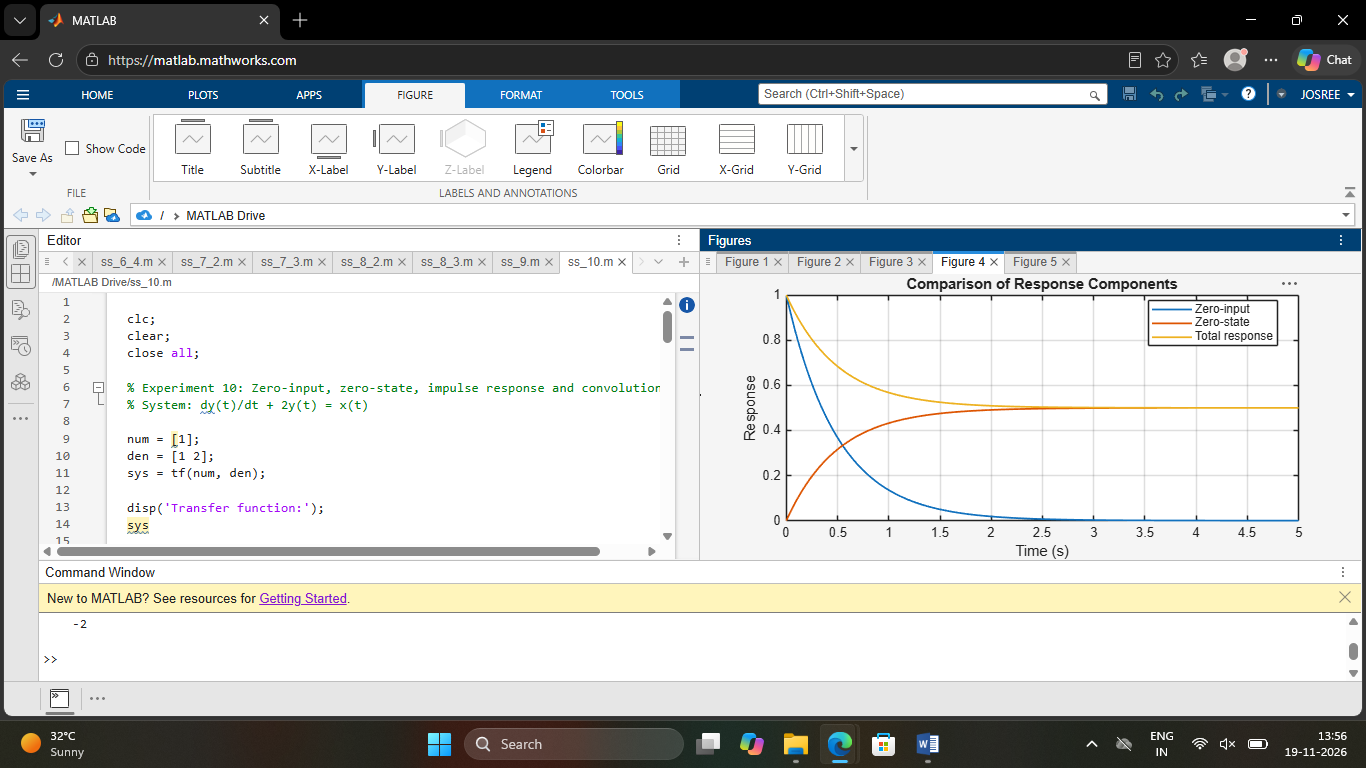 MATLAB
https://matlab.mathworks.com
Chat
HOME PLOTS APPS FIGURE FORMAT TOOLS
Search (Ctrl+Shift+Space)
JOSREE
Save As
Show Code
Title Subtitle X-Label Y-Label Z-Label Legend Colorbar Grid X-Grid Y-Grid
FILE LABELS AND ANNOTATIONS
/ MATLAB Drive
Editor
ss_6_4.m ss_7_2.m ss_7_3.m ss_8_2.m ss_8_3.m ss_9.m ss_10.m
/MATLAB Drive/ss_10.m
1
2 clc;
3 clear;
4 close all;
5
6 % Experiment 10: Zero-input, zero-state, impulse response and convolution
7 % System: dy(t)/dt + 2y(t) = x(t)
8
9 num = [1];
10 den = [1 2];
11 sys = tf(num, den);
12
13 disp('Transfer function:');
14 sys
15
Figures
Figure 1 Figure 2 Figure 3 Figure 4 Figure 5
Comparison of Response Components
Zero-input
Zero-state
Total response
Response
1
0.8
0.6
0.4
0.2
0
0 0.5 1 1.5 2 2.5 3 3.5 4 4.5 5
Time (s)
Command Window
New to MATLAB? See resources for Getting Started.
-2
>>
32°C
Sunny
Search
ENG
IN
13:56
19-11-2026